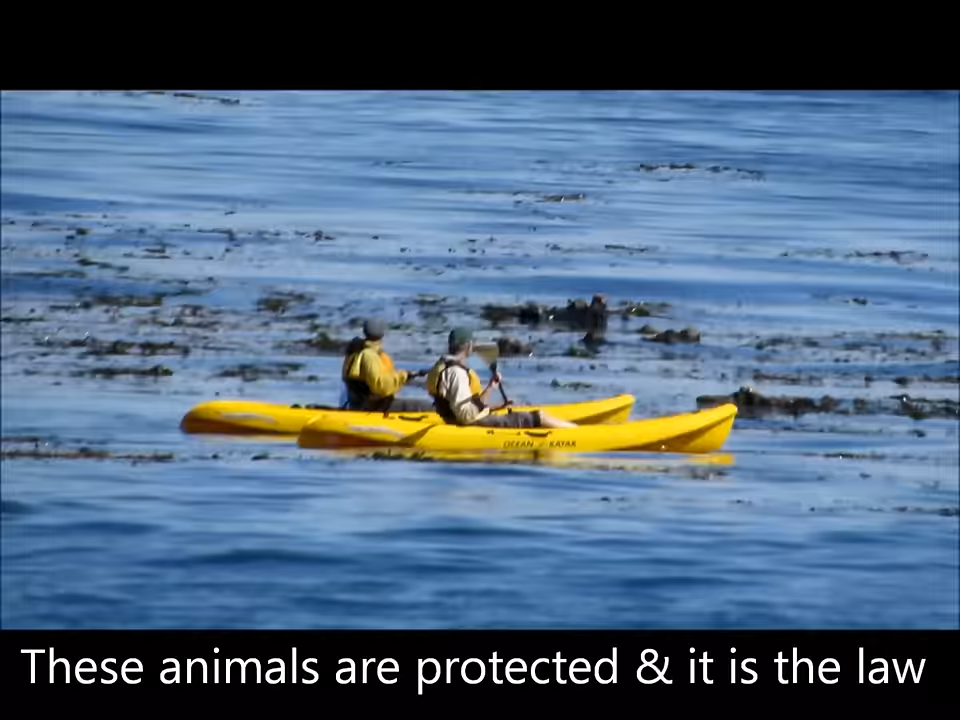 OCEAN KAYAK
These animals are protected & it is the law